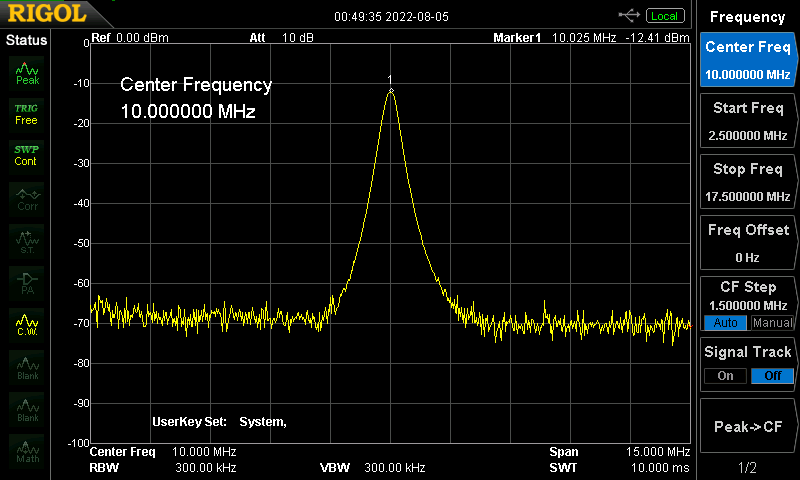 RIGOL
00:49:35 2022-08-05
Local
Frequency
Status
Ref 0.00 dBm Att 10 dB Marker1 10.025 MHz -12.41 dBm
Center Freq
10.000000 MHz
Start Freq
2.500000 MHz
Stop Freq
17.500000 MHz
Freq Offset
0 Hz
CF Step
1.500000 MHz
Auto Manual
Signal Track
On Off
Peak->CF
1/2
Peak
TRIG
Free
SWP
Cont
Corr
S.T.
PA
C.W.
Blank
Blank
Math
0
-10
-20
-30
-40
-50
-60
-70
-80
-90
-100
1
Center Frequency
10.000000 MHz
UserKey Set: System,
Center Freq 10.000 MHz Span 15.000 MHz
RBW 300.00 kHz VBW 300.00 kHz SWT 10.000 ms